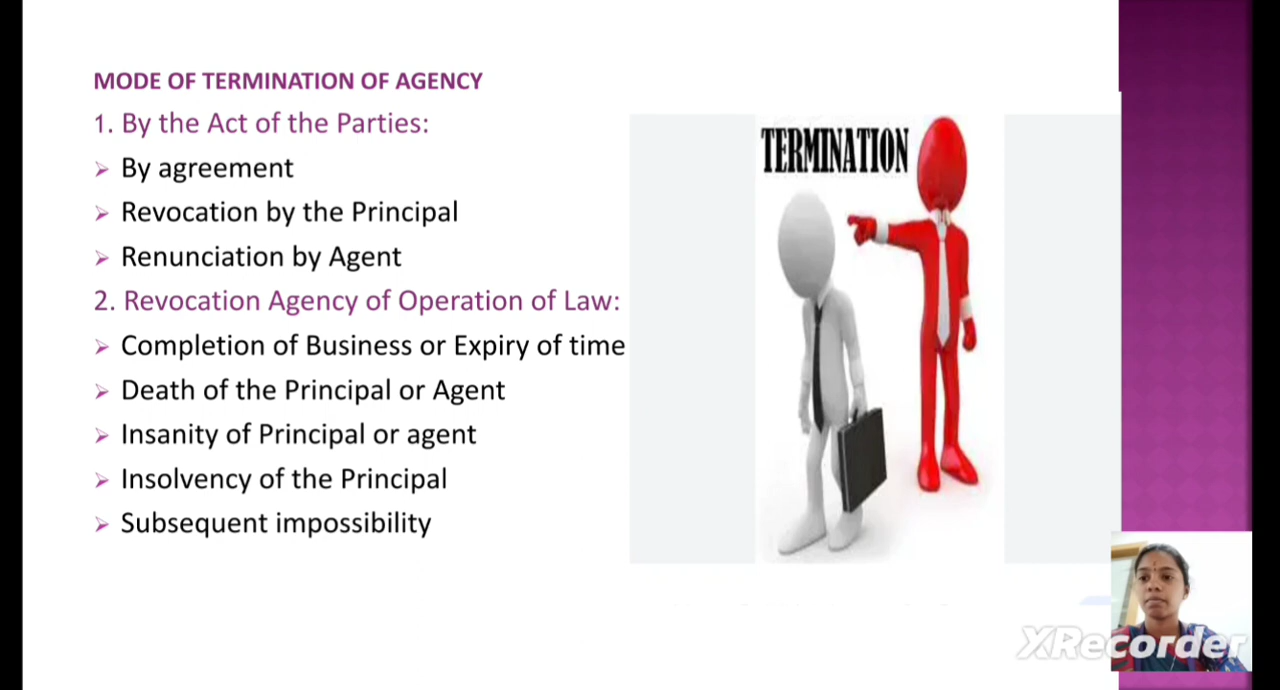 MODE OF TERMINATION OF AGENCY
1. By the Act of the Parties:
By agreement
Revocation by the Principal
Renunciation by Agent
2. Revocation Agency of Operation of Law:
Completion of Business or Expiry of time
Death of the Principal or Agent
Insanity of Principal or agent
Insolvency of the Principal
Subsequent impossibility
TERMINATION
XRecorder